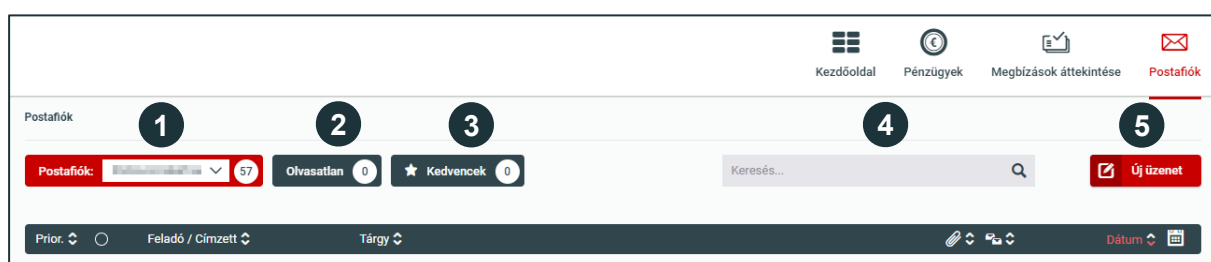 Kezdőoldal Pénzügyek Megbízások áttekintése Postafiók
Postafiók
1 2 3 4 5
Postafiók: 57 Olvasatlan 0 Kedvencek 0 Keresés... Új üzenet
Prior. Feladó / Címzett Tárgy Dátum